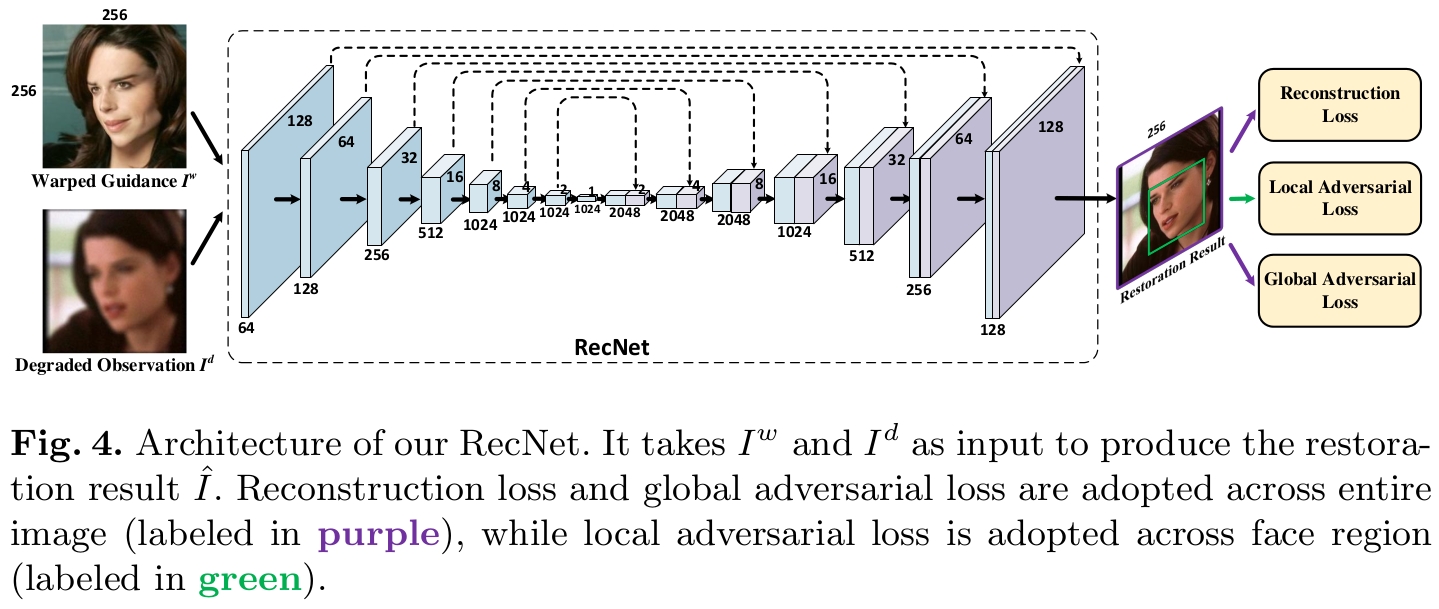 256
256
Warped Guidance I^w
Degraded Observation I^d
128
64
32
16
8
4
2
1
2
4
8
16
32
64
128
64
128
256
512
1024
1024
1024
1024
2048
2048
2048
1024
512
256
128
RecNet
256
Restoration Result
Reconstruction
Loss
Local Adversarial
Loss
Global Adversarial
Loss
Fig. 4. Architecture of our RecNet. It takes I^w and I^d as input to produce the restora-
tion result Î. Reconstruction loss and global adversarial loss are adopted across entire
image (labeled in purple), while local adversarial loss is adopted across face region
(labeled in green).